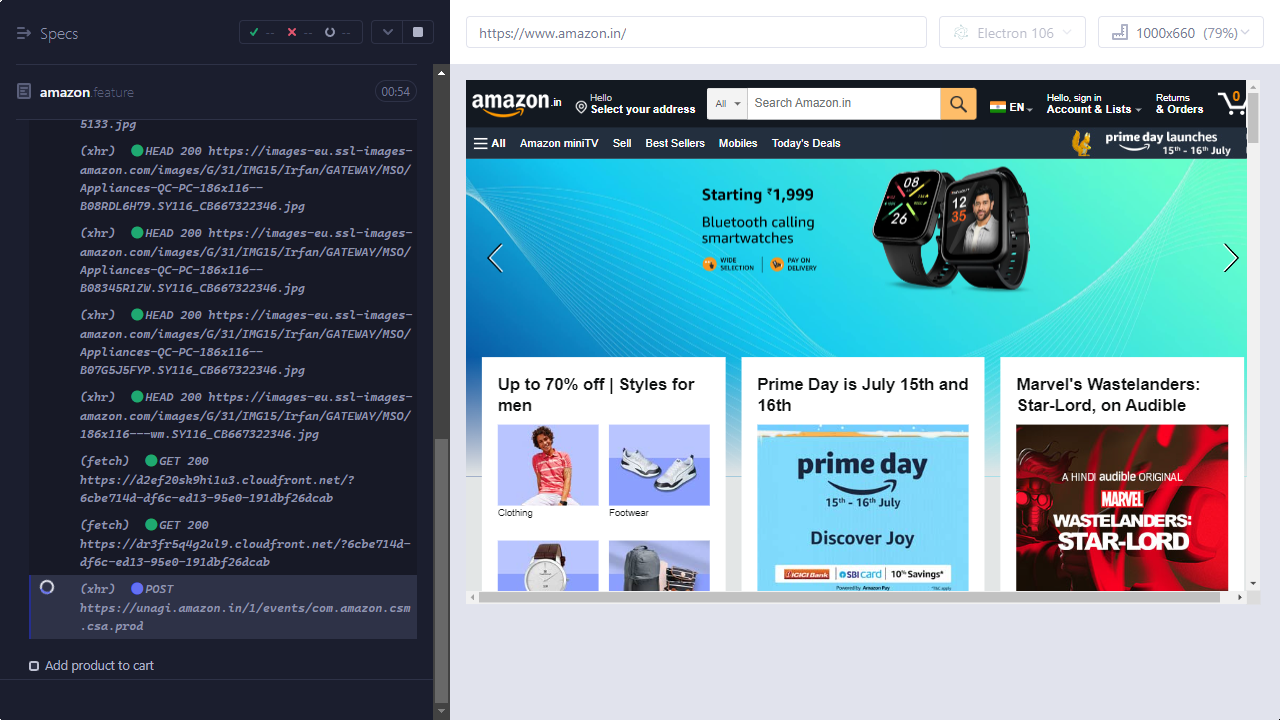 Specs
--
--
--
amazon.feature
00:54
5133.jpg
(xhr) HEAD 200 https://images-eu.ssl-images-
amazon.com/images/G/31/IMG15/Irfan/GATEWAY/MSO/
Appliances-QC-PC-186x116--
B08RDL6H79.SY116_CB667322346.jpg
(xhr) HEAD 200 https://images-eu.ssl-images-
amazon.com/images/G/31/IMG15/Irfan/GATEWAY/MSO/
Appliances-QC-PC-186x116--
B08345R1ZW.SY116_CB667322346.jpg
(xhr) HEAD 200 https://images-eu.ssl-images-
amazon.com/images/G/31/IMG15/Irfan/GATEWAY/MSO/
Appliances-QC-PC-186x116--
B07G5J5FYP.SY116_CB667322346.jpg
(xhr) HEAD 200 https://images-eu.ssl-images-
amazon.com/images/G/31/IMG15/Irfan/GATEWAY/MSO/
186x116---wm.SY116_CB667322346.jpg
(fetch) GET 200
https://d2ef20sk9hi1u3.cloudfront.net/?
6cbe714d-df6c-ed13-95e0-191dbf26dcab
(fetch) GET 200
https://dr3fr5q4g2ul9.cloudfront.net/?6cbe714d-
df6c-ed13-95e0-191dbf26dcab
(xhr) POST
https://unagi.amazon.in/1/events/com.amazon.csm
.csa.prod
Add product to cart
https://www.amazon.in/
Electron 106
1000x660 (79%)
amazon.in
Hello
Select your address
All
Search Amazon.in
EN
Hello, sign in
Account & Lists
Returns
& Orders
0
All
Amazon miniTV
Sell
Best Sellers
Mobiles
Today's Deals
prime day launches
15th - 16th July
Starting ₹1,999
Bluetooth calling
smartwatches
WIDE
SELECTION
PAY ON
DELIVERY
08
26
12
35
Up to 70% off | Styles for
men
Clothing
Footwear
Prime Day is July 15th and
16th
prime day
15th - 16th July
Discover Joy
ICICI Bank
SBI card
10% Savings*
Powered by Amazon Pay
*T&C apply
Marvel's Wastelanders:
Star-Lord, on Audible
A HINDI audible ORIGINAL
MARVEL
WASTELANDERS:
STAR-LORD